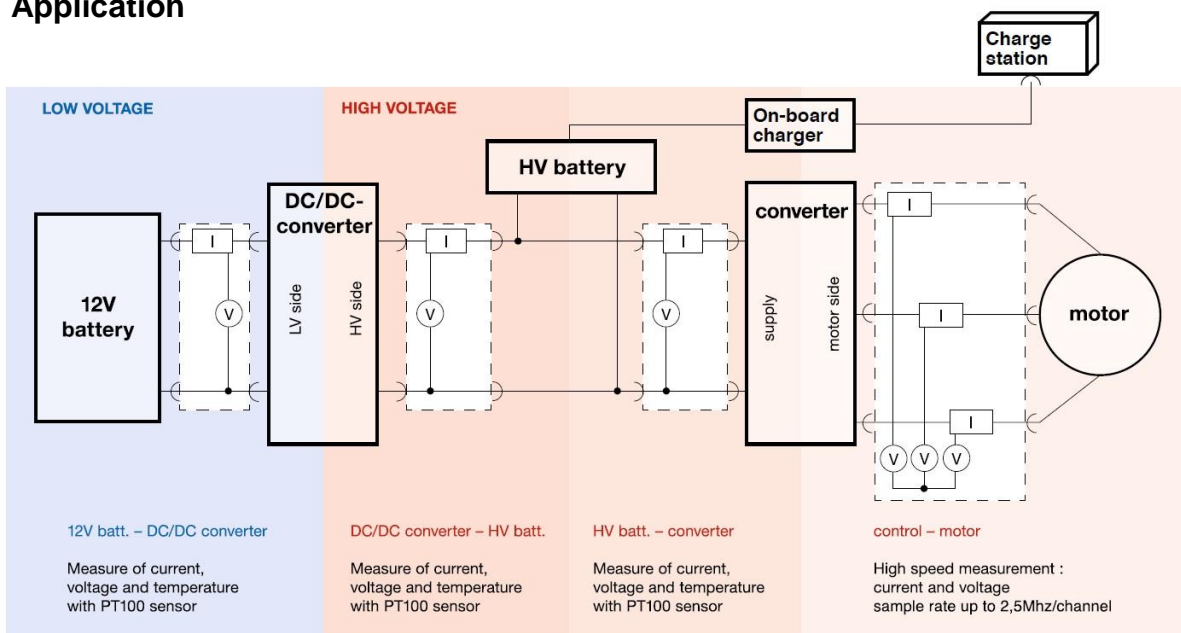 Application
Charge
station
LOW VOLTAGE
HIGH VOLTAGE
On-board
charger
HV battery
DC/DC-
converter
converter
I
I
I
I
I
I
12V
battery
V
LV side
HV side
V
V
supply
motor side
motor
V
V
V
12V batt. – DC/DC converter
Measure of current,
voltage and temperature
with PT100 sensor
DC/DC converter – HV batt.
Measure of current,
voltage and temperature
with PT100 sensor
HV batt. – converter
Measure of current,
voltage and temperature
with PT100 sensor
control – motor
High speed measurement :
current and voltage
sample rate up to 2,5Mhz/channel